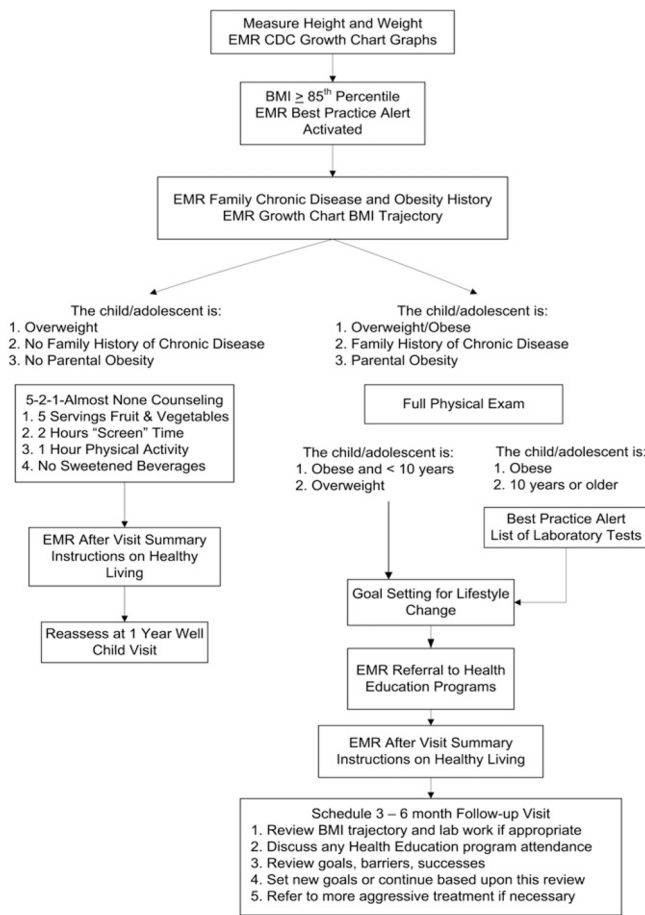 Measure Height and Weight
EMR CDC Growth Chart Graphs
BMI ≥ 85th Percentile
EMR Best Practice Alert
Activated
EMR Family Chronic Disease and Obesity History
EMR Growth Chart BMI Trajectory
The child/adolescent is:
1. Overweight
2. No Family History of Chronic Disease
3. No Parental Obesity
The child/adolescent is:
1. Overweight/Obese
2. Family History of Chronic Disease
3. Parental Obesity
5-2-1-Almost None Counseling
1. 5 Servings Fruit & Vegetables
2. 2 Hours “Screen” Time
3. 1 Hour Physical Activity
4. No Sweetened Beverages
Full Physical Exam
The child/adolescent is:
1. Obese and < 10 years
2. Overweight
The child/adolescent is:
1. Obese
2. 10 years or older
Best Practice Alert
List of Laboratory Tests
EMR After Visit Summary
Instructions on Healthy
Living
Goal Setting for Lifestyle
Change
Reassess at 1 Year Well
Child Visit
EMR Referral to Health
Education Programs
EMR After Visit Summary
Instructions on Healthy Living
Schedule 3 – 6 month Follow-up Visit
1. Review BMI trajectory and lab work if appropriate
2. Discuss any Health Education program attendance
3. Review goals, barriers, successes
4. Set new goals or continue based upon this review
5. Refer to more aggressive treatment if necessary